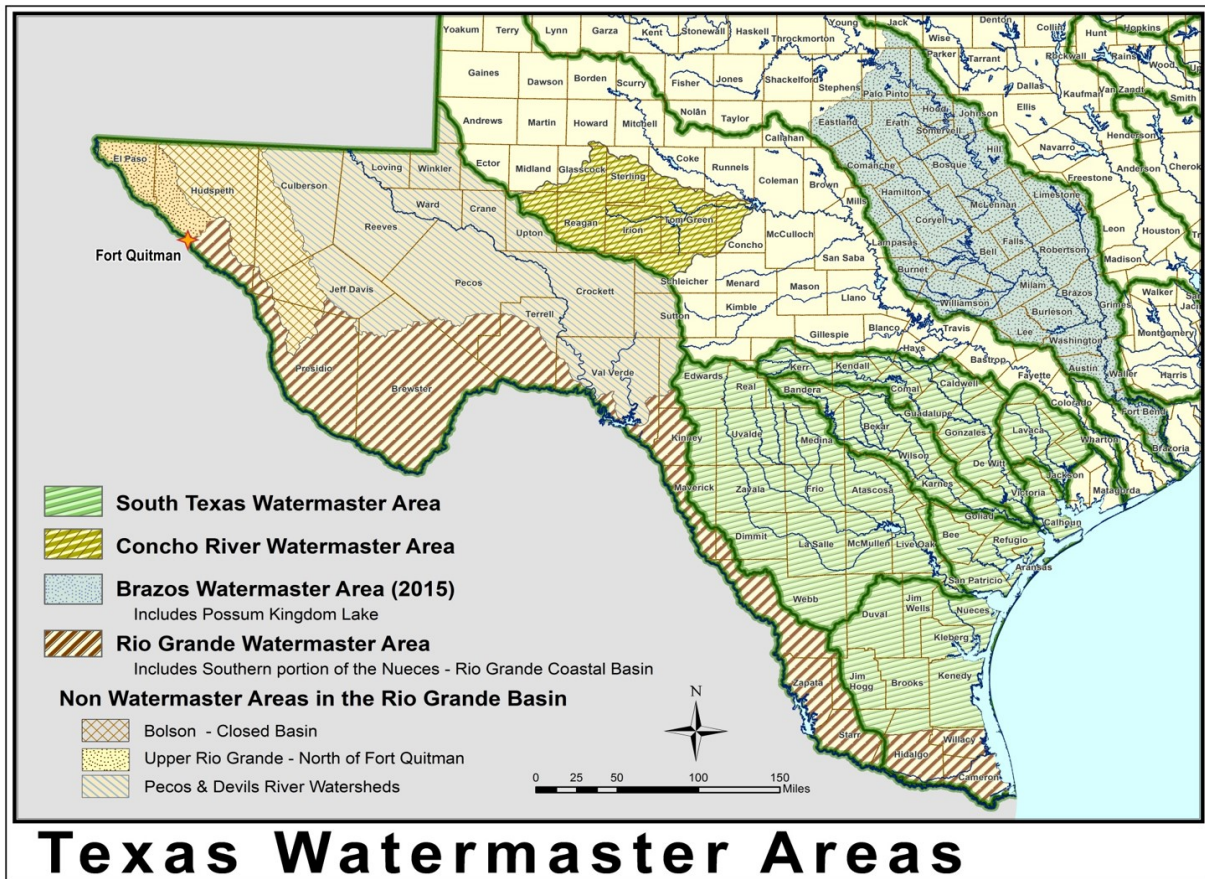 Yoakum Terry Lynn Garza Kent Stonewall Haskell Throckmorton Young Jack Wise Denton Collin Hunt Hopkins
Parker Tarrant Dallas Rockwall Rains Wood
Gaines Dawson Borden Scurry Fisher Jones Shackelford Stephens Palo Pinto Hood Johnson Ellis Kaufman Van Zandt Smith
Andrews Martin Howard Mitchell Nolan Taylor Callahan Eastland Erath Somervell Hill Navarro Henderson
El Paso Hudspeth Culberson Loving Winkler Ector Midland Glasscock Sterling Coke Runnels Coleman Brown Comanche Bosque Freestone Anderson Cherok
Ward Crane Upton Reagan Irion Tom Green Concho McCulloch Mills Hamilton Coryell McLennan Limestone Leon Houston
Reeves Lampasas Bell Falls Robertson Madison
Fort Quitman
Jeff Davis Pecos Crockett Schleicher Menard San Saba Mason Llano Burnet Williamson Milam Brazos Grimes Walker
Terrell Sutton Kimble Gillespie Blanco Travis Burleson Lee Washington Montgomery
Presidio Brewster Val Verde Edwards Real Kerr Kendall Hays Bastrop Fayette Austin Waller Harris
Bandera Comal Caldwell Guadalupe Gonzales Colorado Fort Bend
Kinney Uvalde Medina Bexar Wilson Lavaca Wharton Brazoria
Maverick Zavala Frio Atascosa Karnes De Witt Victoria Jackson Matagorda
Dimmit La Salle McMullen Live Oak Bee Goliad Refugio Calhoun
Webb Duval Jim Wells San Patricio Nueces Aransas
Kleberg
Zapata Jim Hogg Brooks Kenedy
Starr Hidalgo Willacy
Cameron
South Texas Watermaster Area
Concho River Watermaster Area
Brazos Watermaster Area (2015)
Includes Possum Kingdom Lake
Rio Grande Watermaster Area
Includes Southern portion of the Nueces - Rio Grande Coastal Basin
Non Watermaster Areas in the Rio Grande Basin
Bolson - Closed Basin
Upper Rio Grande - North of Fort Quitman
Pecos & Devils River Watersheds
N
0 25 50 100 150
Miles
Texas Watermaster Areas